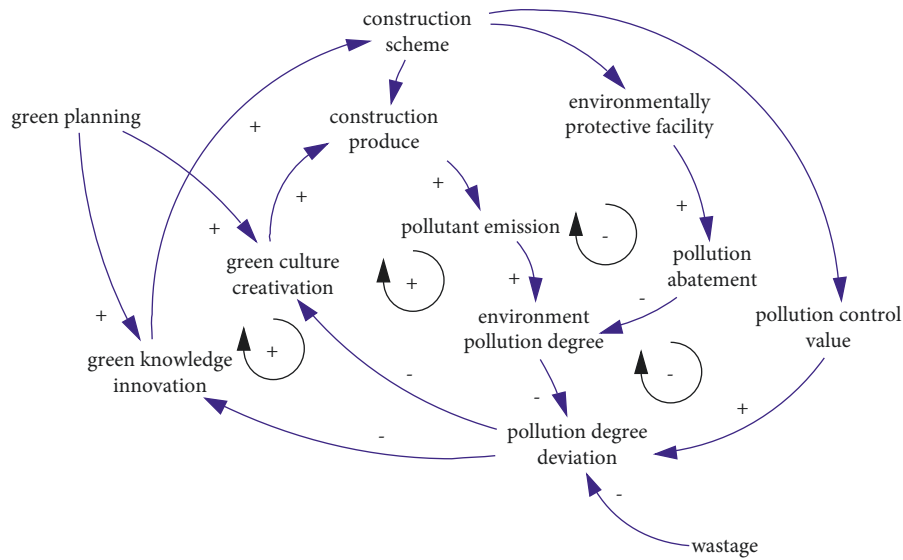 construction
scheme
green planning
construction
produce
environmentally
protective facility
+
+
+
+
+
pollutant emission
-
green culture
creativation
+
+
pollution
abatement
-
+
environment
pollution degree
pollution control
value
green knowledge
innovation
+
-
-
-
+
-
pollution degree
deviation
-
wastage